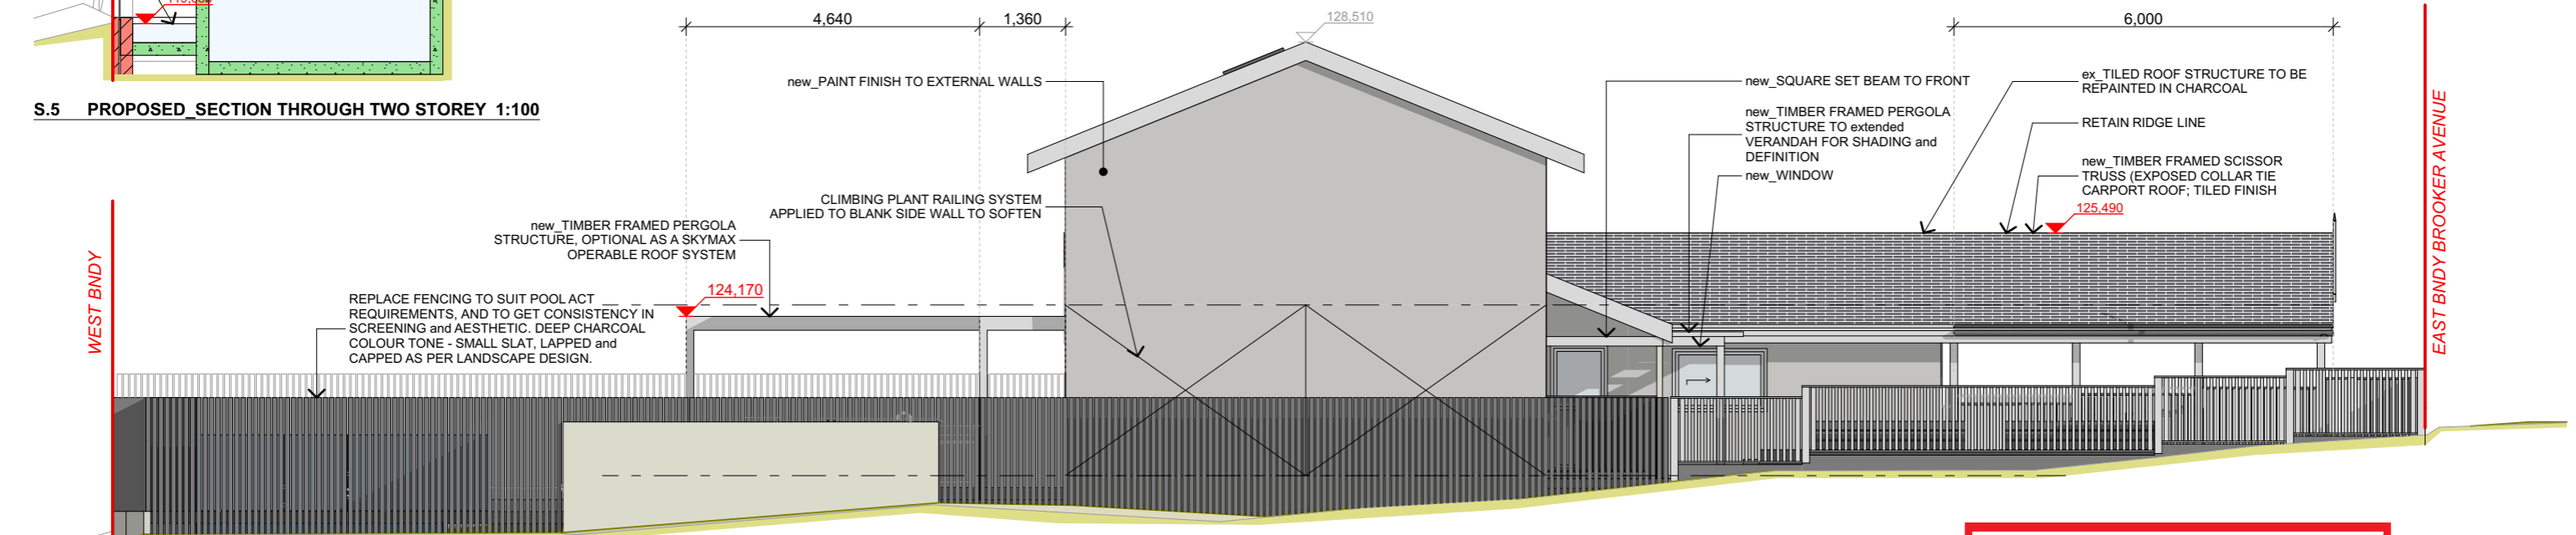 4,640
1,360
128,510
6,000
S.5 PROPOSED_SECTION THROUGH TWO STOREY 1:100
new_PAINT FINISH TO EXTERNAL WALLS
CLIMBING PLANT RAILING SYSTEM
APPLIED TO BLANK SIDE WALL TO SOFTEN
new_TIMBER FRAMED PERGOLA
STRUCTURE, OPTIONAL AS A SKYMAX
OPERABLE ROOF SYSTEM
124,170
WEST BNDY
REPLACE FENCING TO SUIT POOL ACT
REQUIREMENTS, AND TO GET CONSISTENCY IN
SCREENING and AESTHETIC. DEEP CHARCOAL
COLOUR TONE - SMALL SLAT, LAPPED and
CAPPED AS PER LANDSCAPE DESIGN.
new_SQUARE SET BEAM TO FRONT
new_TIMBER FRAMED PERGOLA
STRUCTURE TO extended
VERANDAH FOR SHADING and
DEFINITION
new_WINDOW
ex_TILED ROOF STRUCTURE TO BE
REPAINTED IN CHARCOAL
RETAIN RIDGE LINE
new_TIMBER FRAMED SCISSOR
TRUSS (EXPOSED COLLAR TIE
CARPORT ROOF; TILED FINISH
125,490
EAST BNDY BROOKER AVENUE